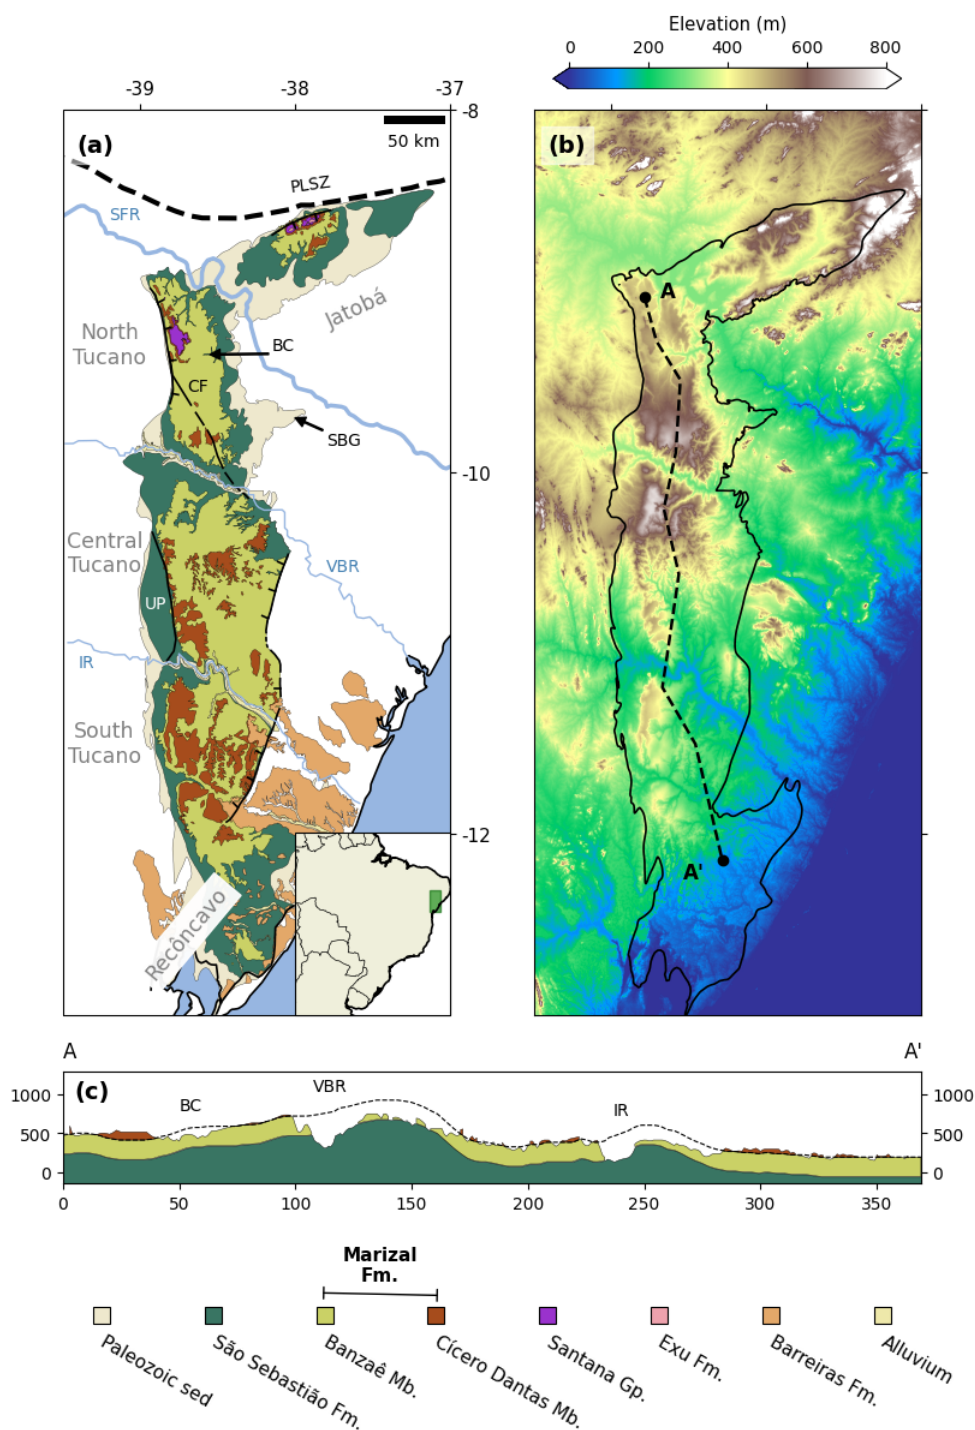 Elevation (m)
0 200 400 600 800
-39 -38 -37
-8
(a)
50 km
(b)
PLSZ
SFR
Jatobá
A
North
Tucano
BC
CF
SBG
-10
Central
Tucano
VBR
UP
IR
South
Tucano
-12
A'
Recôncavo
A A'
(c)
VBR
BC
IR
1000 1000
500 500
0 0
0 50 100 150 200 250 300 350
Marizal
Fm.
Paleozoic sed
São Sebastião Fm.
Banzaê Mb.
Cícero Dantas Mb.
Santana Gp.
Exu Fm.
Barreiras Fm.
Alluvium